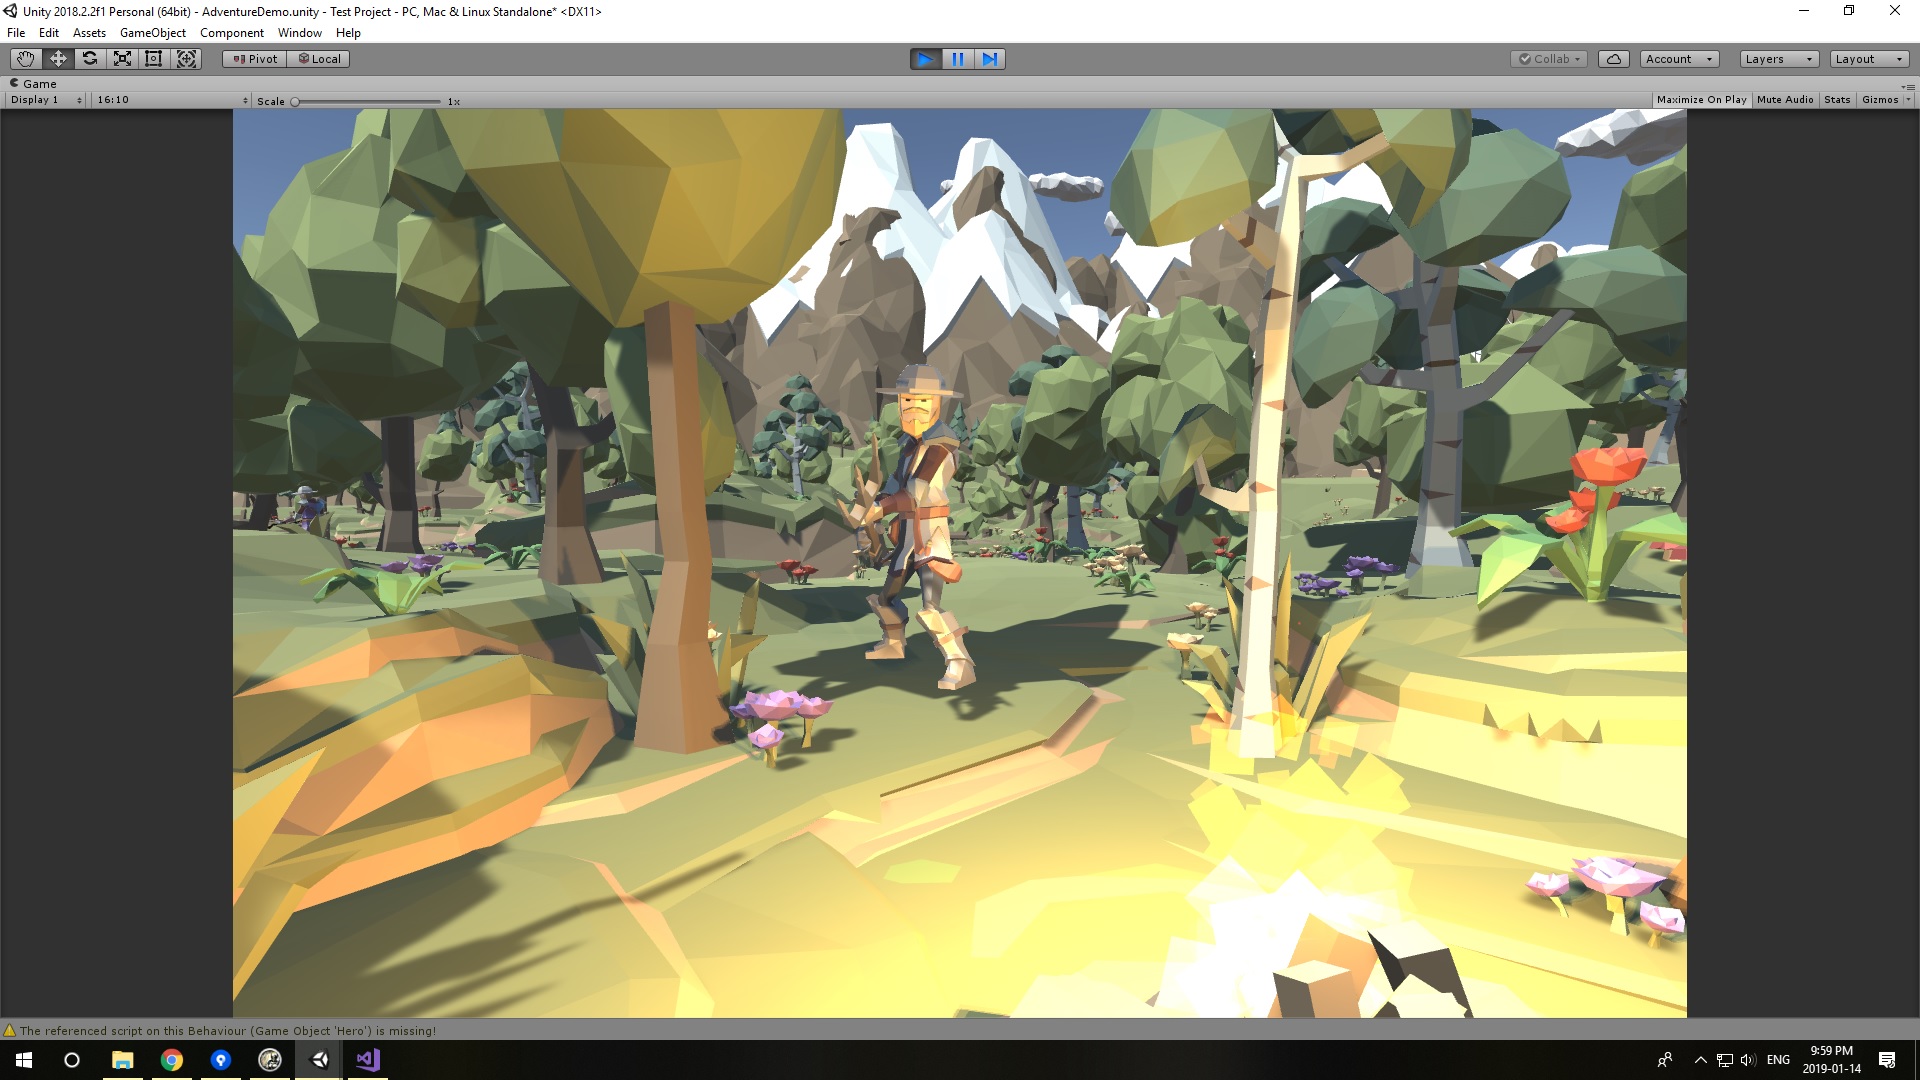 Unity 2018.2.2f1 Personal (64bit) - AdventureDemo.unity - Test Project - PC, Mac & Linux Standalone* <DX11>
File Edit Assets GameObject Component Window Help
Pivot Local Collab Account Layers Layout
Game
Display 1 16:10 Scale 1x Maximize On Play Mute Audio Stats Gizmos
The referenced script on this Behaviour (Game Object 'Hero') is missing!
ENG 9:59 PM
2019-01-14